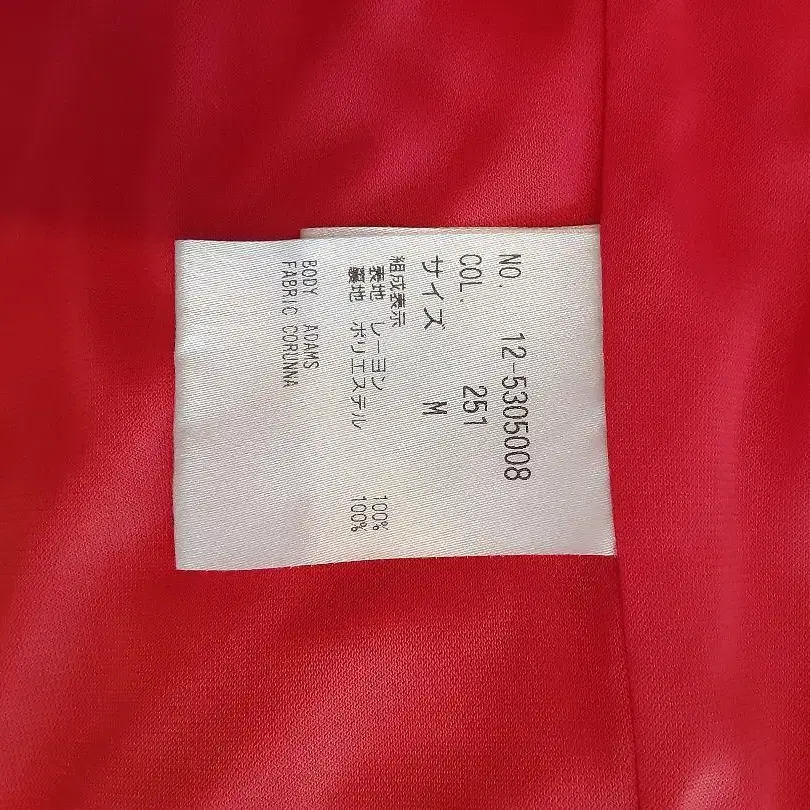 NO. 12-5305008
COL. 251
サイズ M
組成表示
表地 レーヨン 100%
裏地 ポリエステル 100%
BODY ADAMS
FABRIC CORUNNA